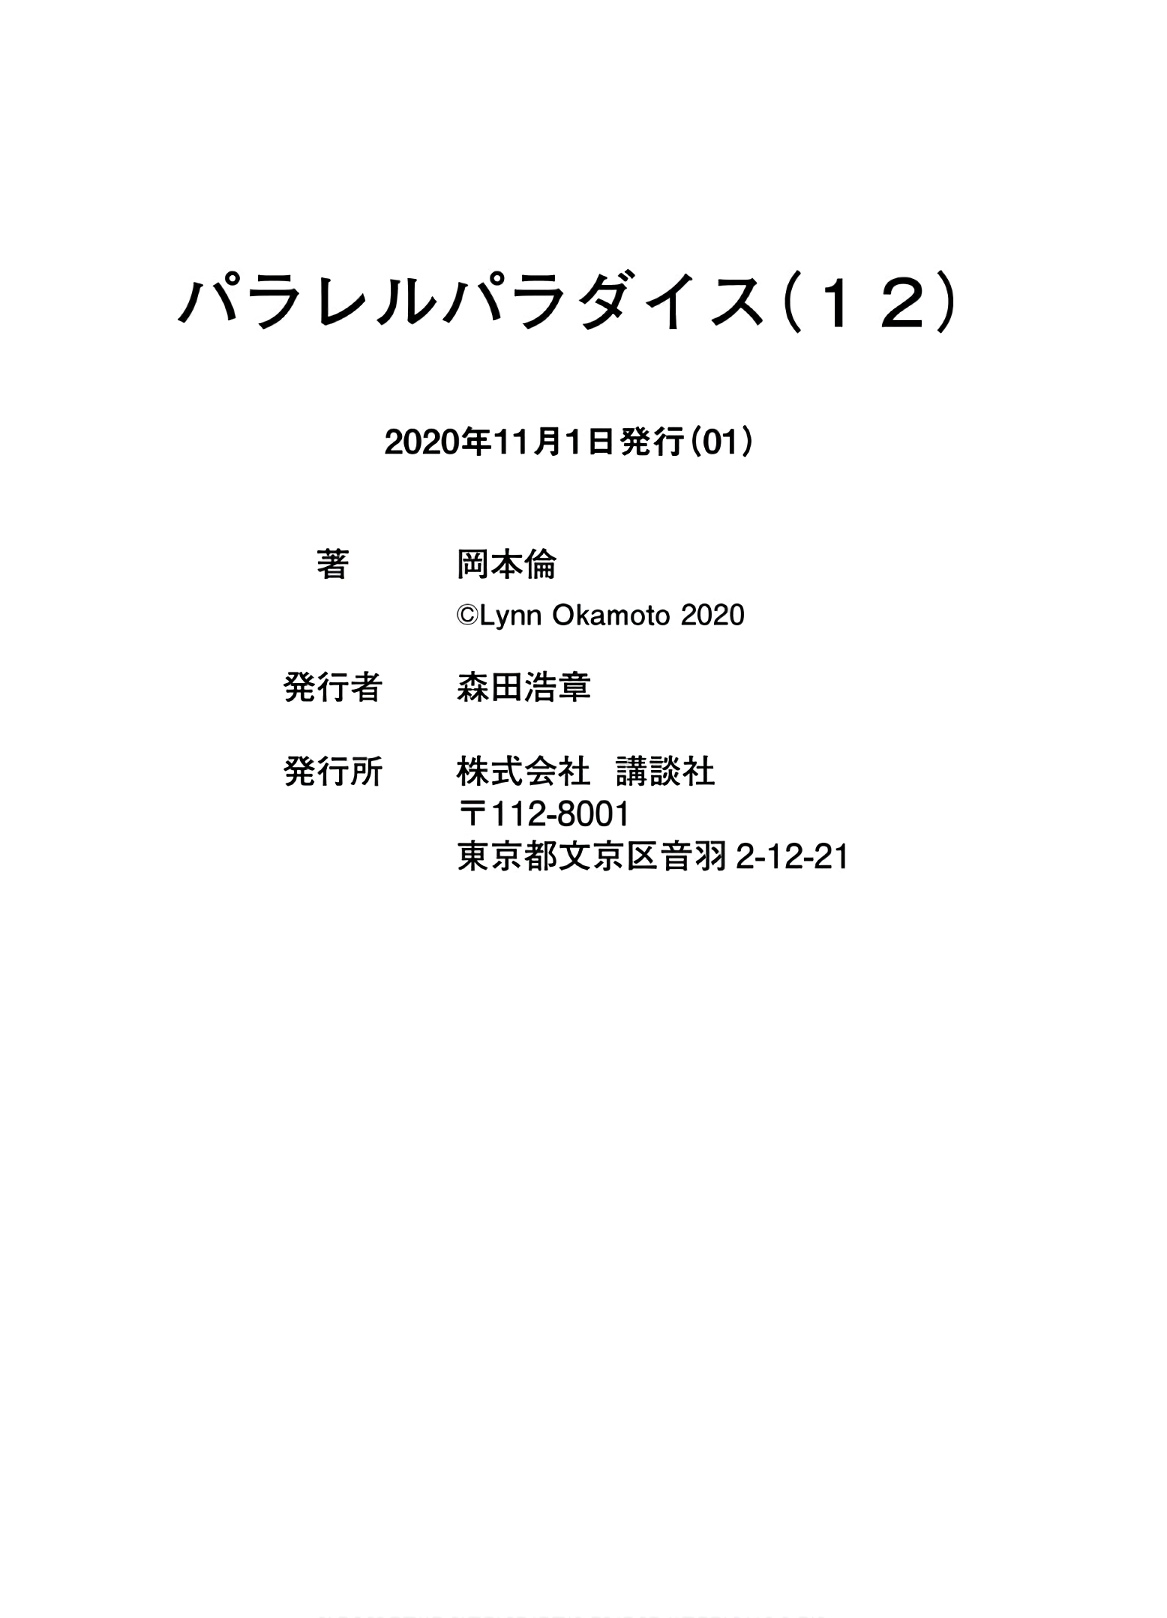 パラレルパラダイス(１２)
2020年11月1日発行(01)
著 岡本倫
©Lynn Okamoto 2020
発行者 森田浩章
発行所 株式会社 講談社
〒112-8001
東京都文京区音羽 2-12-21